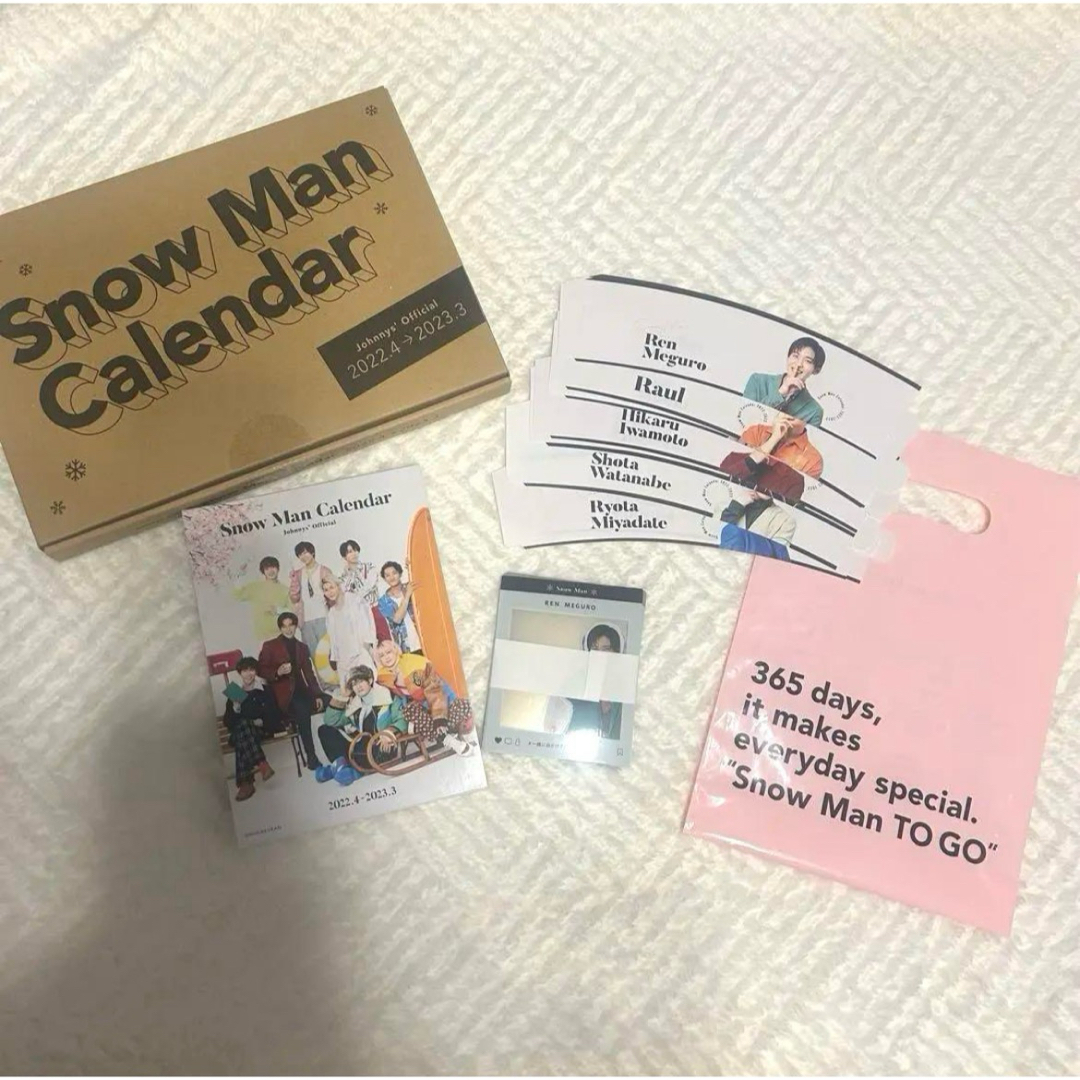 Snow Man
Calendar
Johnnys' Official
2022.4→2023.3
Ren
Meguro
Raul
Hikaru
Iwamoto
Shota
Watanabe
Ryota
Miyadate
Snow Man Calendar
Johnnys' Official
2022.4-2023.3
Snow Man
REN MEGURO
365 days,
it makes
everyday special.
"Snow Man TO GO"